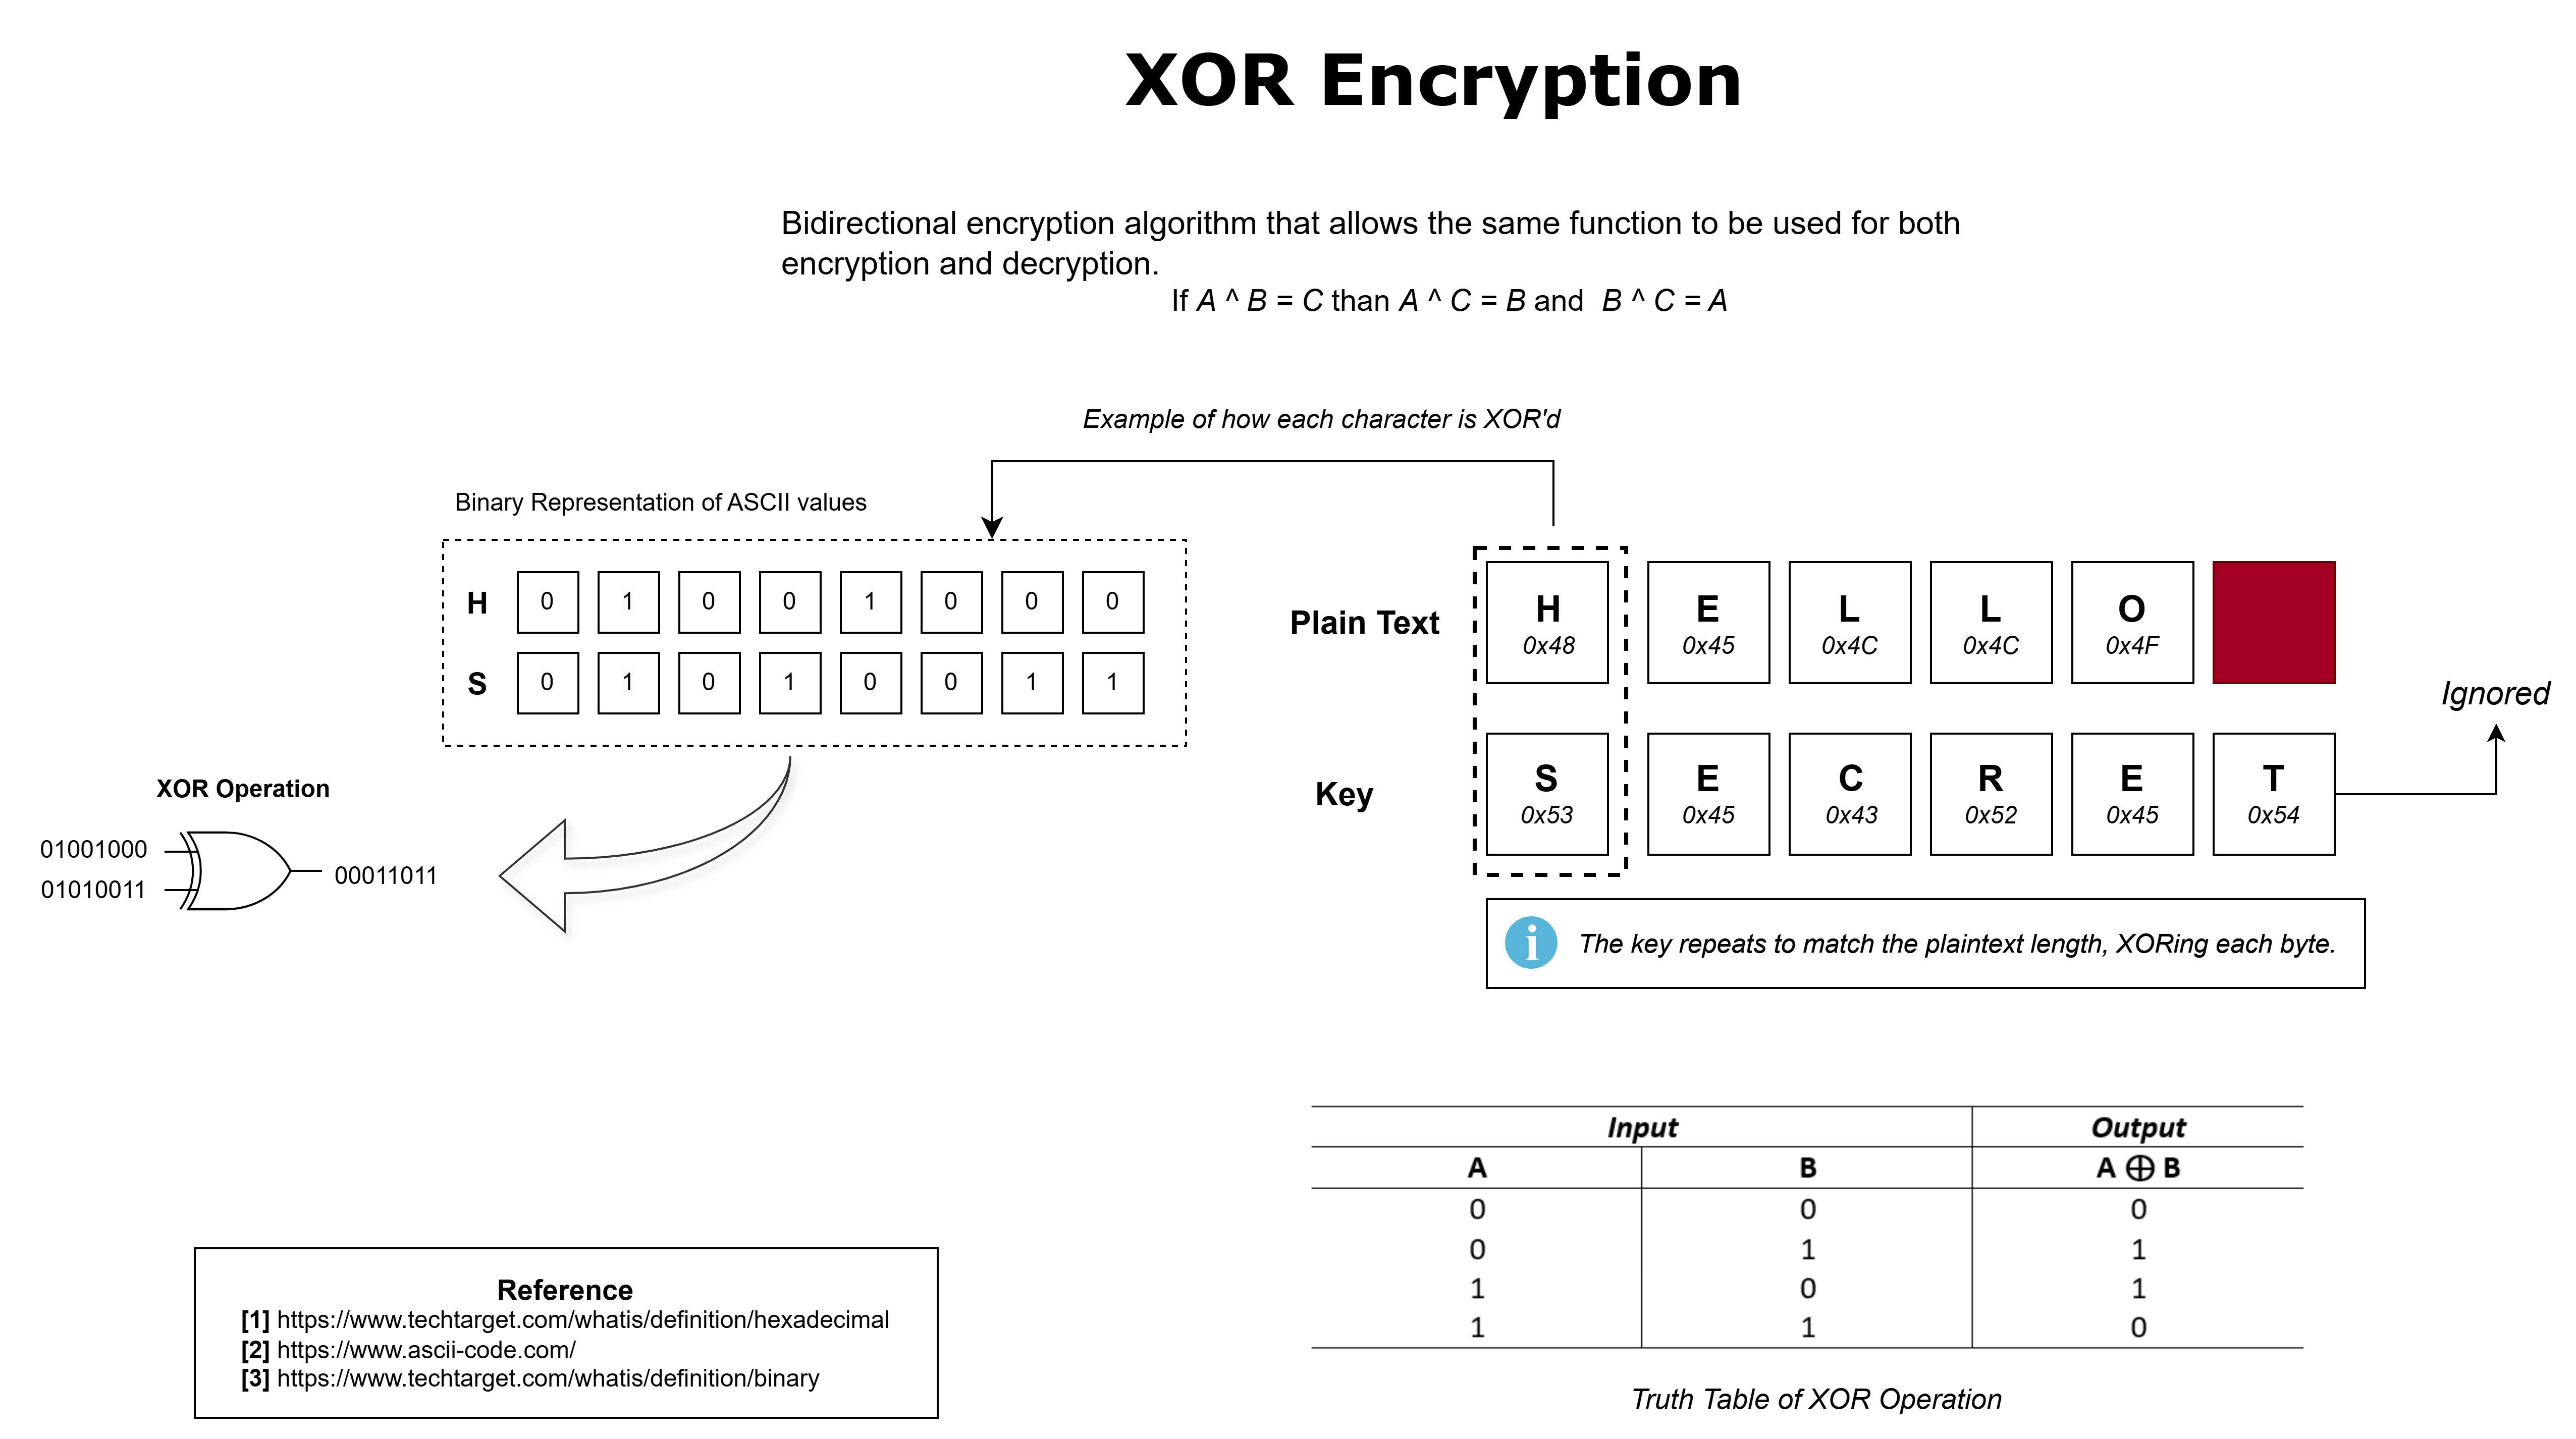 XOR Encryption
Bidirectional encryption algorithm that allows the same function to be used for both
encryption and decryption.
If A ^ B = C than A ^ C = B and B ^ C = A
Example of how each character is XOR'd
Binary Representation of ASCII values
H 0 1 0 0 1 0 0 0
S 0 1 0 1 0 0 1 1
XOR Operation
01001000
01010011
00011011
Plain Text
H E L L O
0x48 0x45 0x4C 0x4C 0x4F
Ignored
Key
S E C R E T
0x53 0x45 0x43 0x52 0x45 0x54
i The key repeats to match the plaintext length, XORing each byte.
Input Output
A B A ⊕ B
0 0 0
0 1 1
1 0 1
1 1 0
Truth Table of XOR Operation
Reference
[1] https://www.techtarget.com/whatis/definition/hexadecimal
[2] https://www.ascii-code.com/
[3] https://www.techtarget.com/whatis/definition/binary